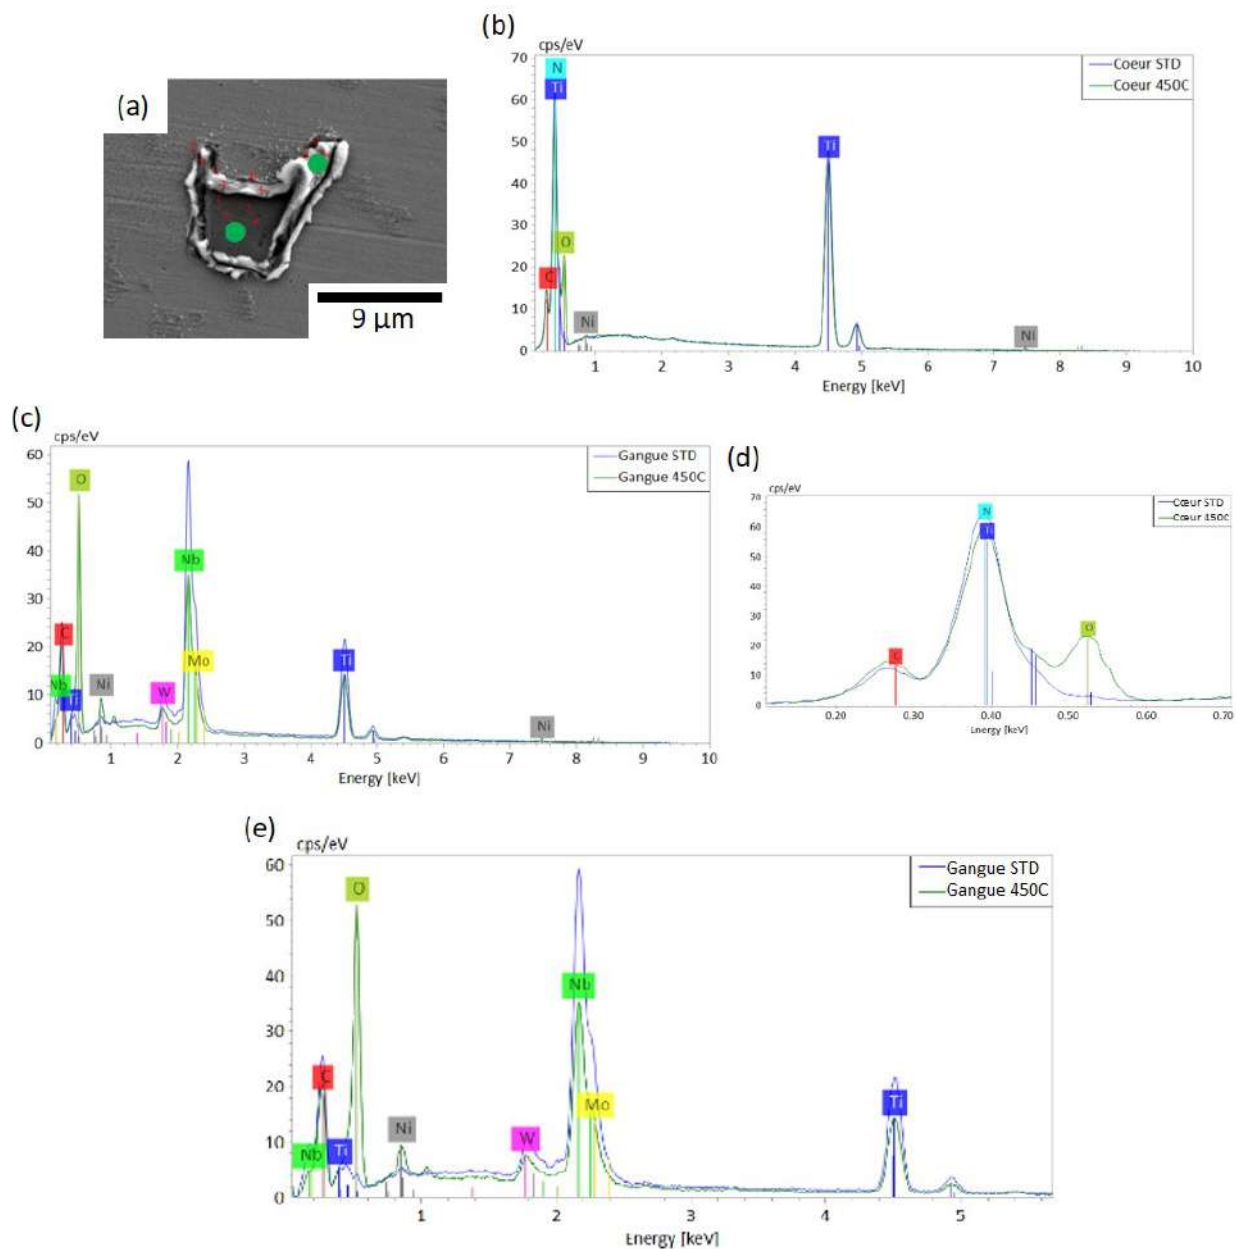 (a)
9 µm
(b)
cps/eV
70
60
50
40
30
20
10
0
N
Ti
C
O
Ni
Ti
Ni
Coeur STD
Coeur 450C
1 2 3 4 5 6 7 8 9 10
Energy [keV]
(c)
cps/eV
60
50
40
30
20
10
0
O
C
Nb
Ti
Ni
W
Nb
Mo
Ti
Ni
Gangue STD
Gangue 450C
1 2 3 4 5 6 7 8 9 10
Energy [keV]
(d)
cps/eV
70
60
50
40
30
20
10
0
C
N
Ti
O
Cœur STD
Cœur 450C
0.20 0.30 0.40 0.50 0.60 0.70
Energy [keV]
(e)
cps/eV
60
50
40
30
20
10
0
O
C
Nb
Ti
Ni
W
Nb
Mo
Ti
Gangue STD
Gangue 450C
1 2 3 4 5
Energy [keV]